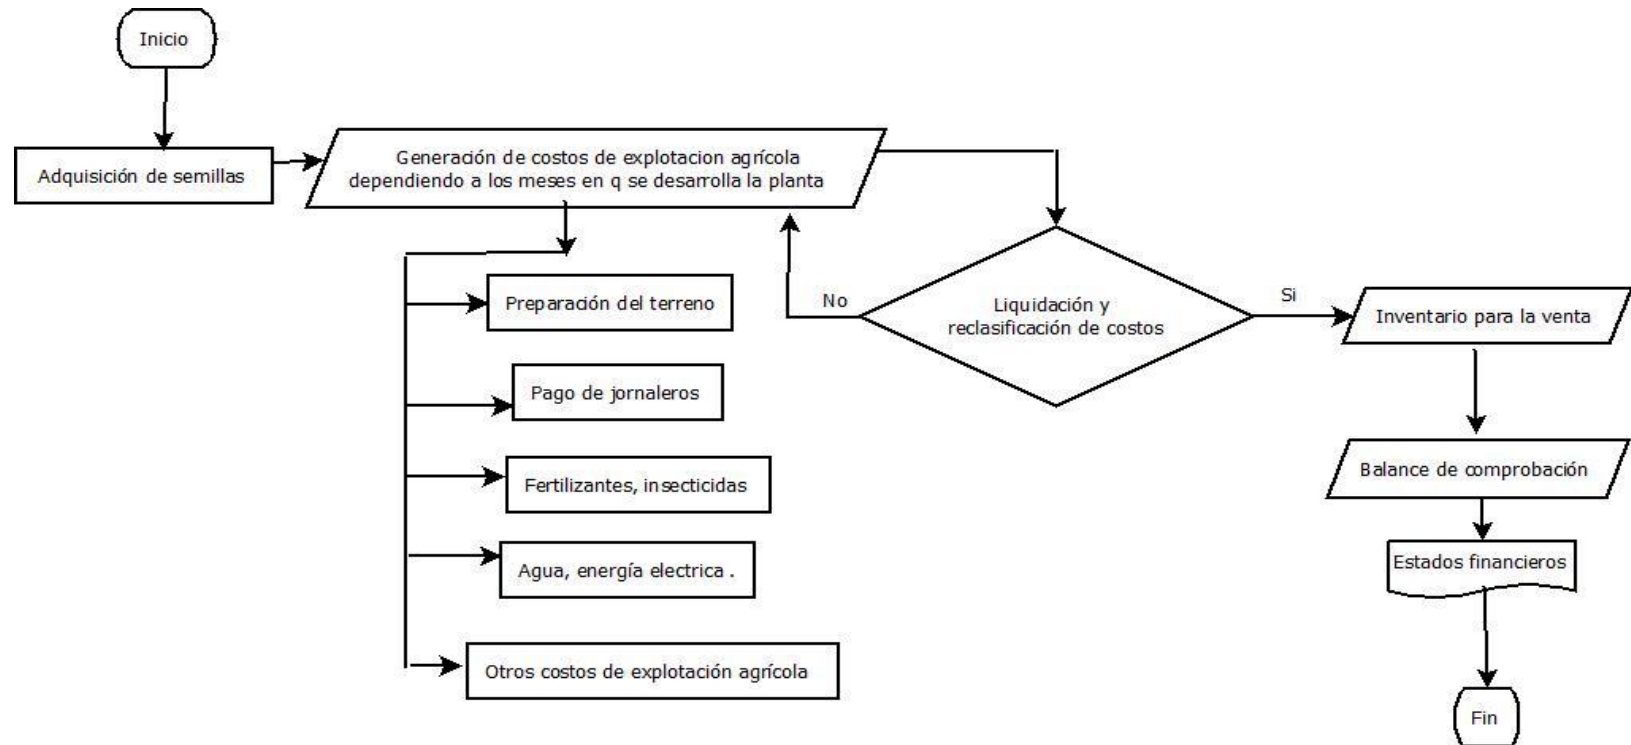 Inicio
Adquisición de semillas
Generación de costos de explotacion agrícola
dependiendo a los meses en q se desarrolla la planta
Preparación del terreno
Pago de jornaleros
Fertilizantes, insecticidas
Agua, energía electrica .
Otros costos de explotación agrícola
No
Liquidación y
reclasificación de costos
Si
Inventario para la venta
Balance de comprobación
Estados financieros
Fin